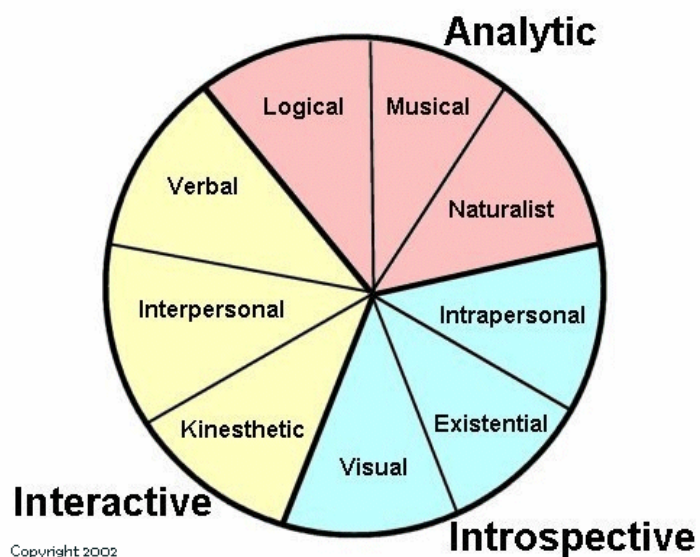 Analytic
Logical
Musical
Verbal
Naturalist
Interpersonal
Intrapersonal
Kinesthetic
Existential
Visual
Interactive
Introspective
Copyright 2002